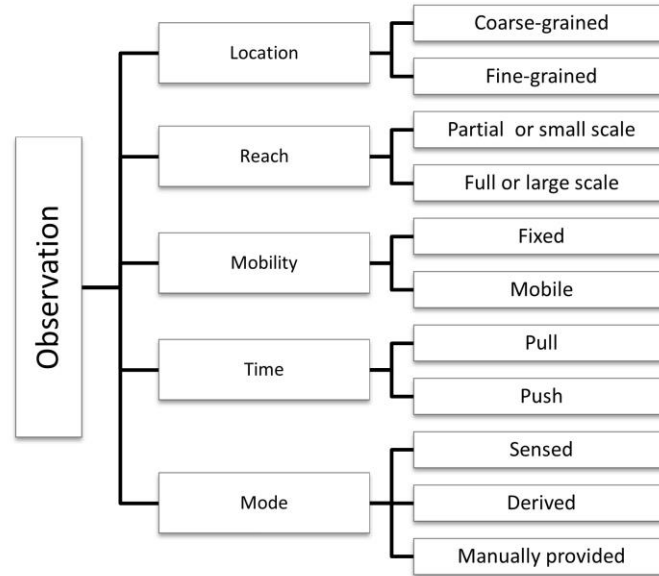 Observation
Location
Coarse-grained
Fine-grained
Reach
Partial or small scale
Full or large scale
Mobility
Fixed
Mobile
Time
Pull
Push
Mode
Sensed
Derived
Manually provided